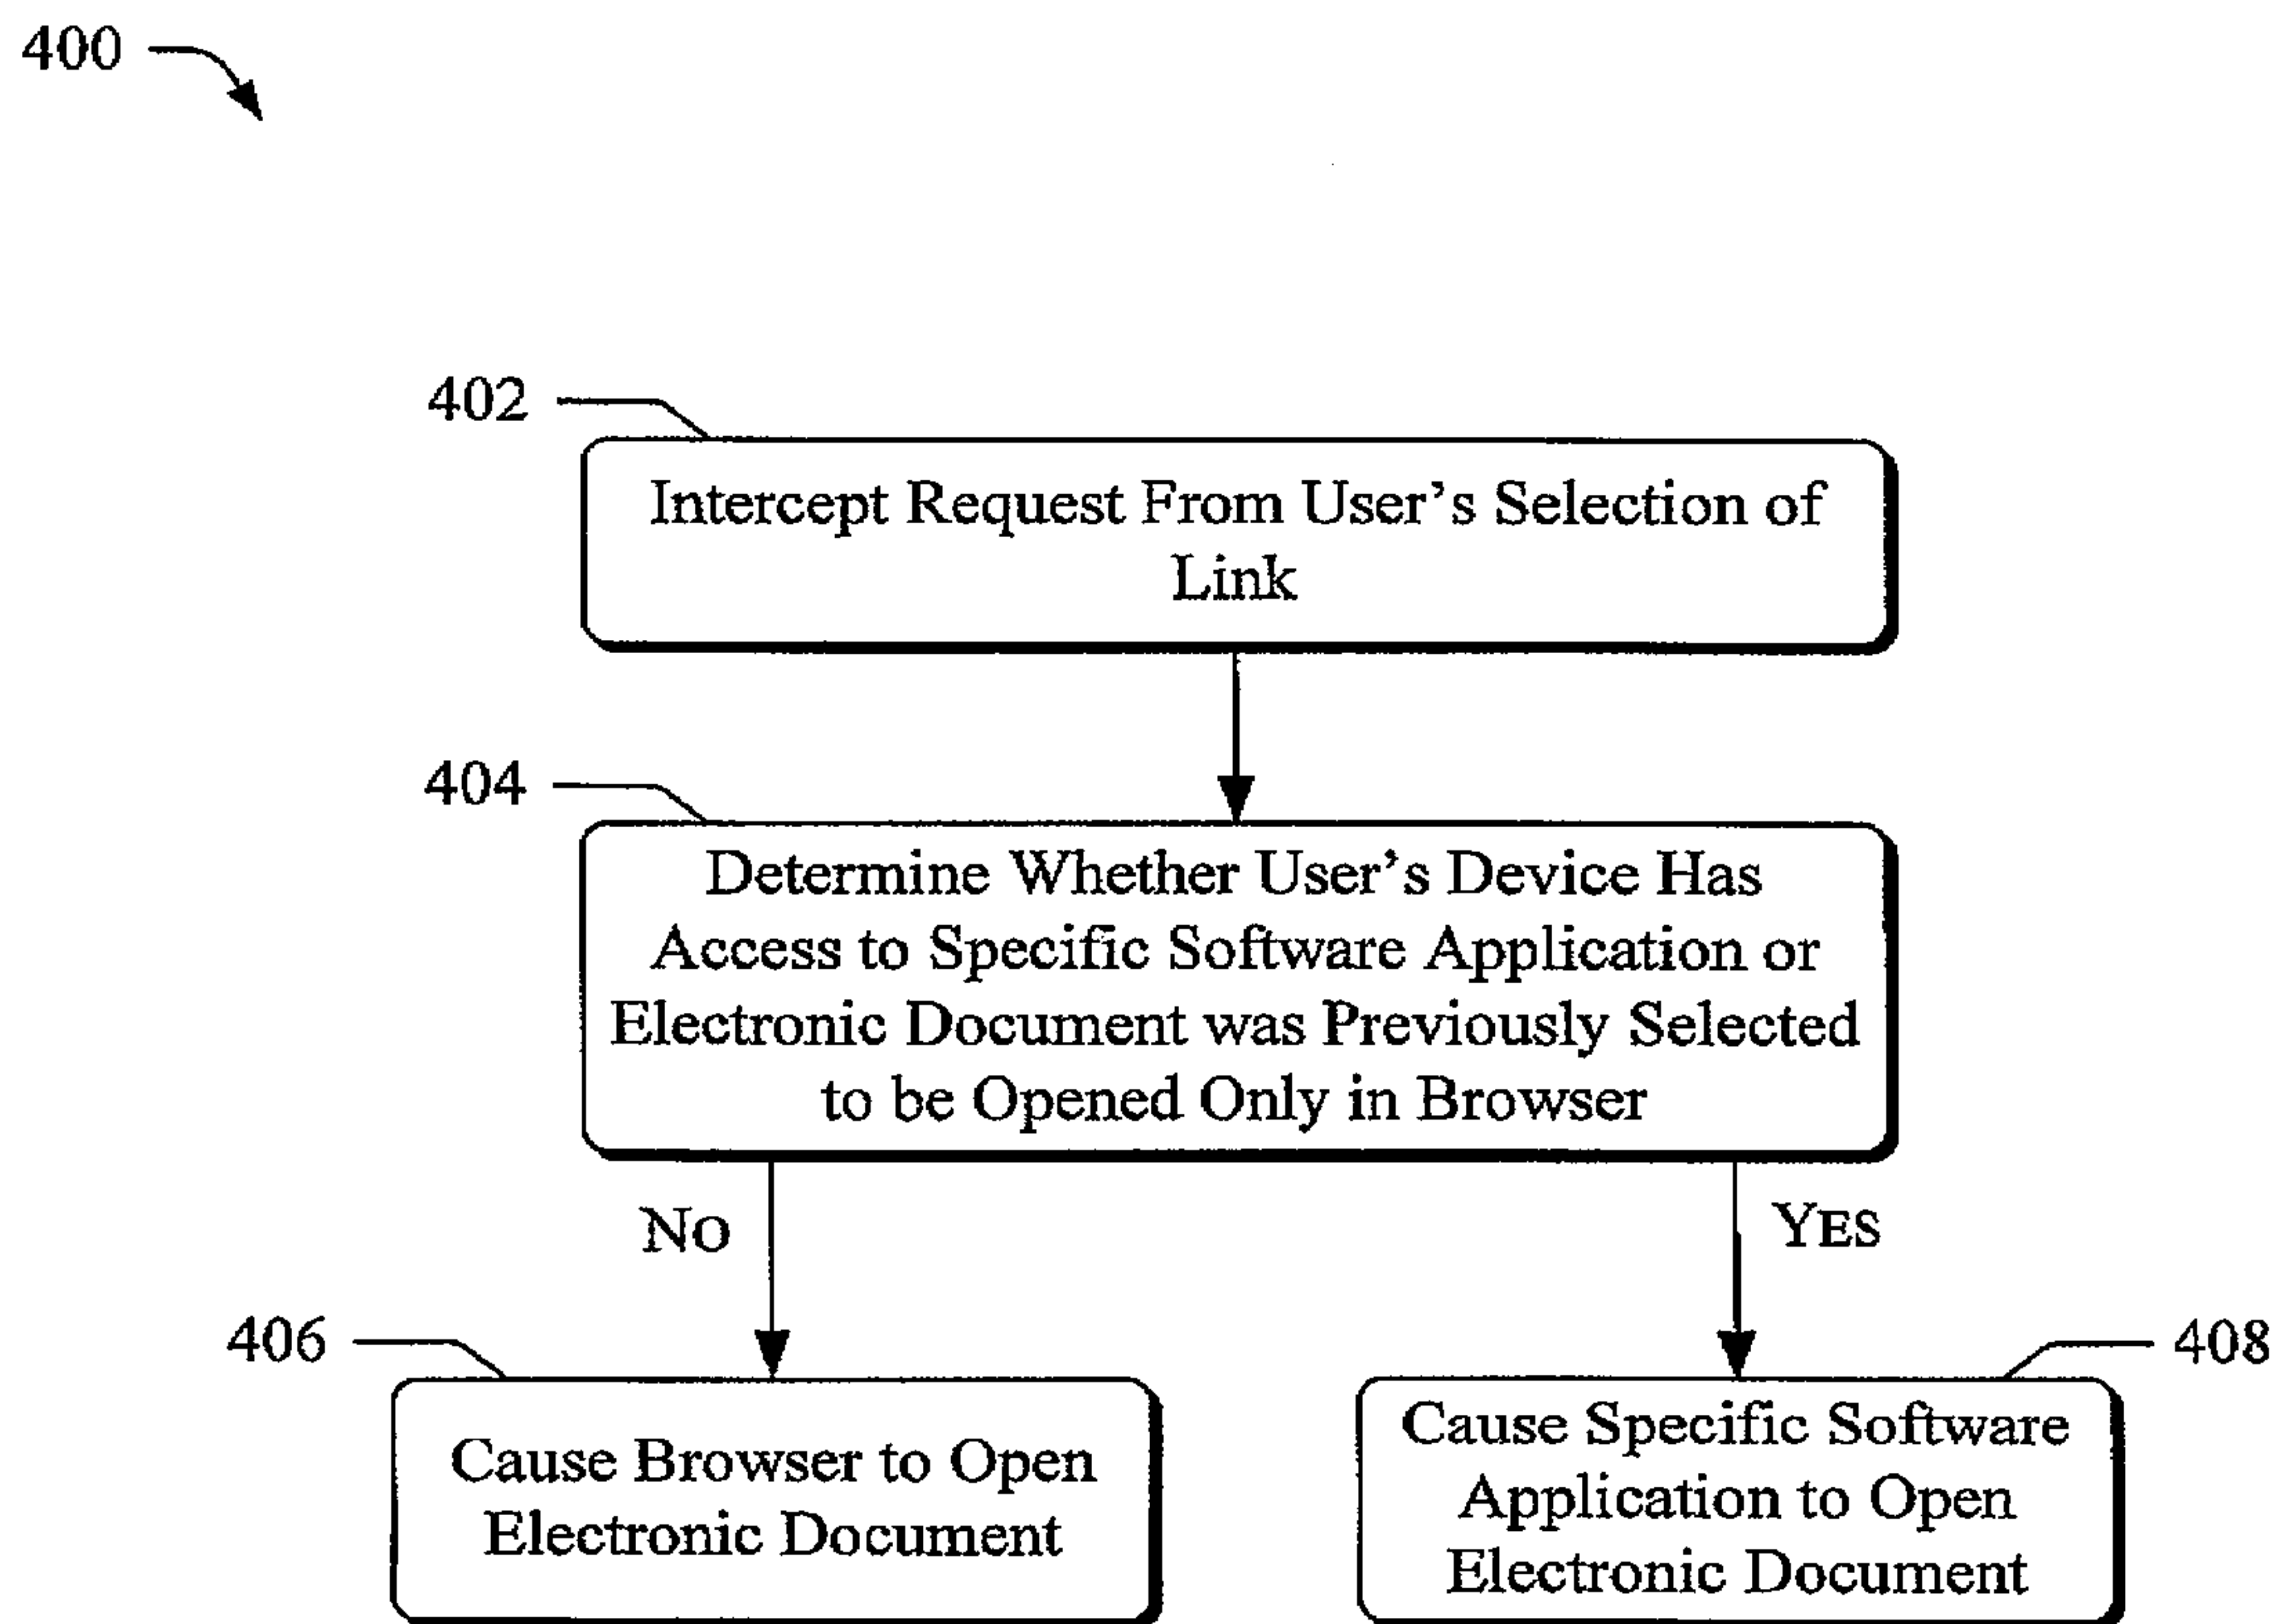 400
402
Intercept Request From User's Selection of
Link
404
Determine Whether User's Device Has
Access to Specific Software Application or
Electronic Document was Previously Selected
to be Opened Only in Browser
NO
YES
406
408
Cause Browser to Open
Electronic Document
Cause Specific Software
Application to Open
Electronic Document